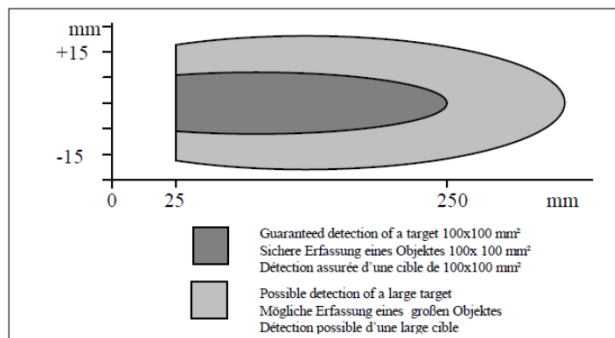 mm
+15
-15
0 25 250 mm
Guaranteed detection of a target 100x100 mm²
Sichere Erfassung eines Objektes 100x 100 mm²
Détection assurée d'une cible de 100x100 mm²
Possible detection of a large target
Mögliche Erfassung eines großen Objektes
Détection possible d'une large cible